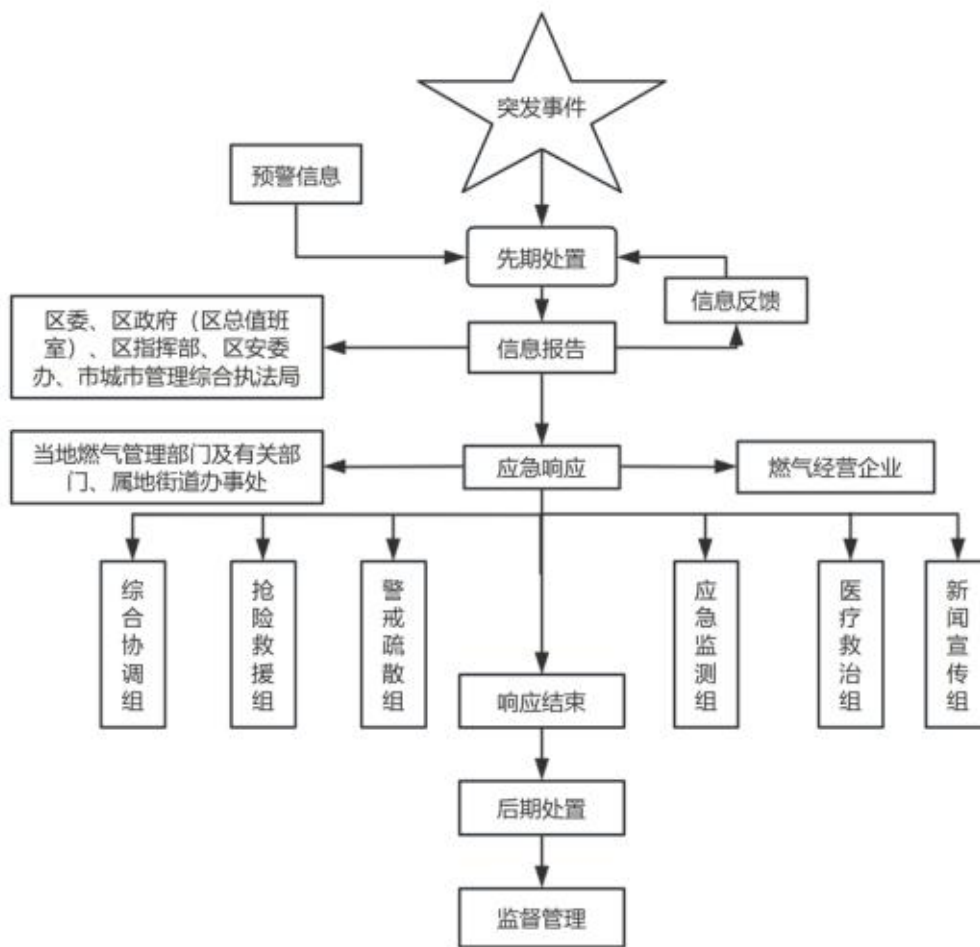 突发事件
预警信息
先期处置
信息反馈
区委、区政府（区总值班
室）、区指挥部、区安委
办、市城市管理综合执法局
信息报告
当地燃气管理部门及有关部
门、属地街道办事处
应急响应
燃气经营企业
综合协调组
抢险救援组
警戒疏散组
应急监测组
医疗救治组
新闻宣传组
响应结束
后期处置
监督管理